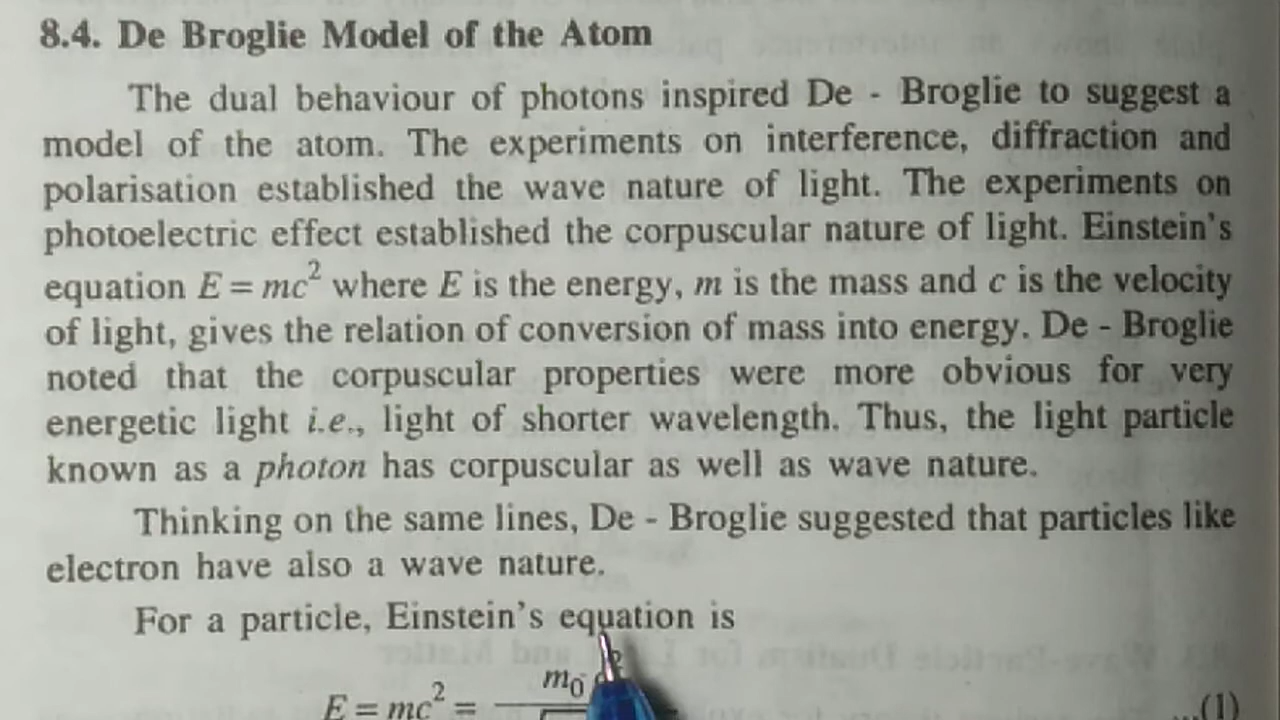 8.4. De Broglie Model of the Atom
The dual behaviour of photons inspired De - Broglie to suggest a
model of the atom. The experiments on interference, diffraction and
polarisation established the wave nature of light. The experiments on
photoelectric effect established the corpuscular nature of light. Einstein's
equation E = mc² where E is the energy, m is the mass and c is the velocity
of light, gives the relation of conversion of mass into energy. De - Broglie
noted that the corpuscular properties were more obvious for very
energetic light i.e., light of shorter wavelength. Thus, the light particle
known as a photon has corpuscular as well as wave nature.
Thinking on the same lines, De - Broglie suggested that particles like
electron have also a wave nature.
For a particle, Einstein's equation is
E = mc² = m₀ ...(1)